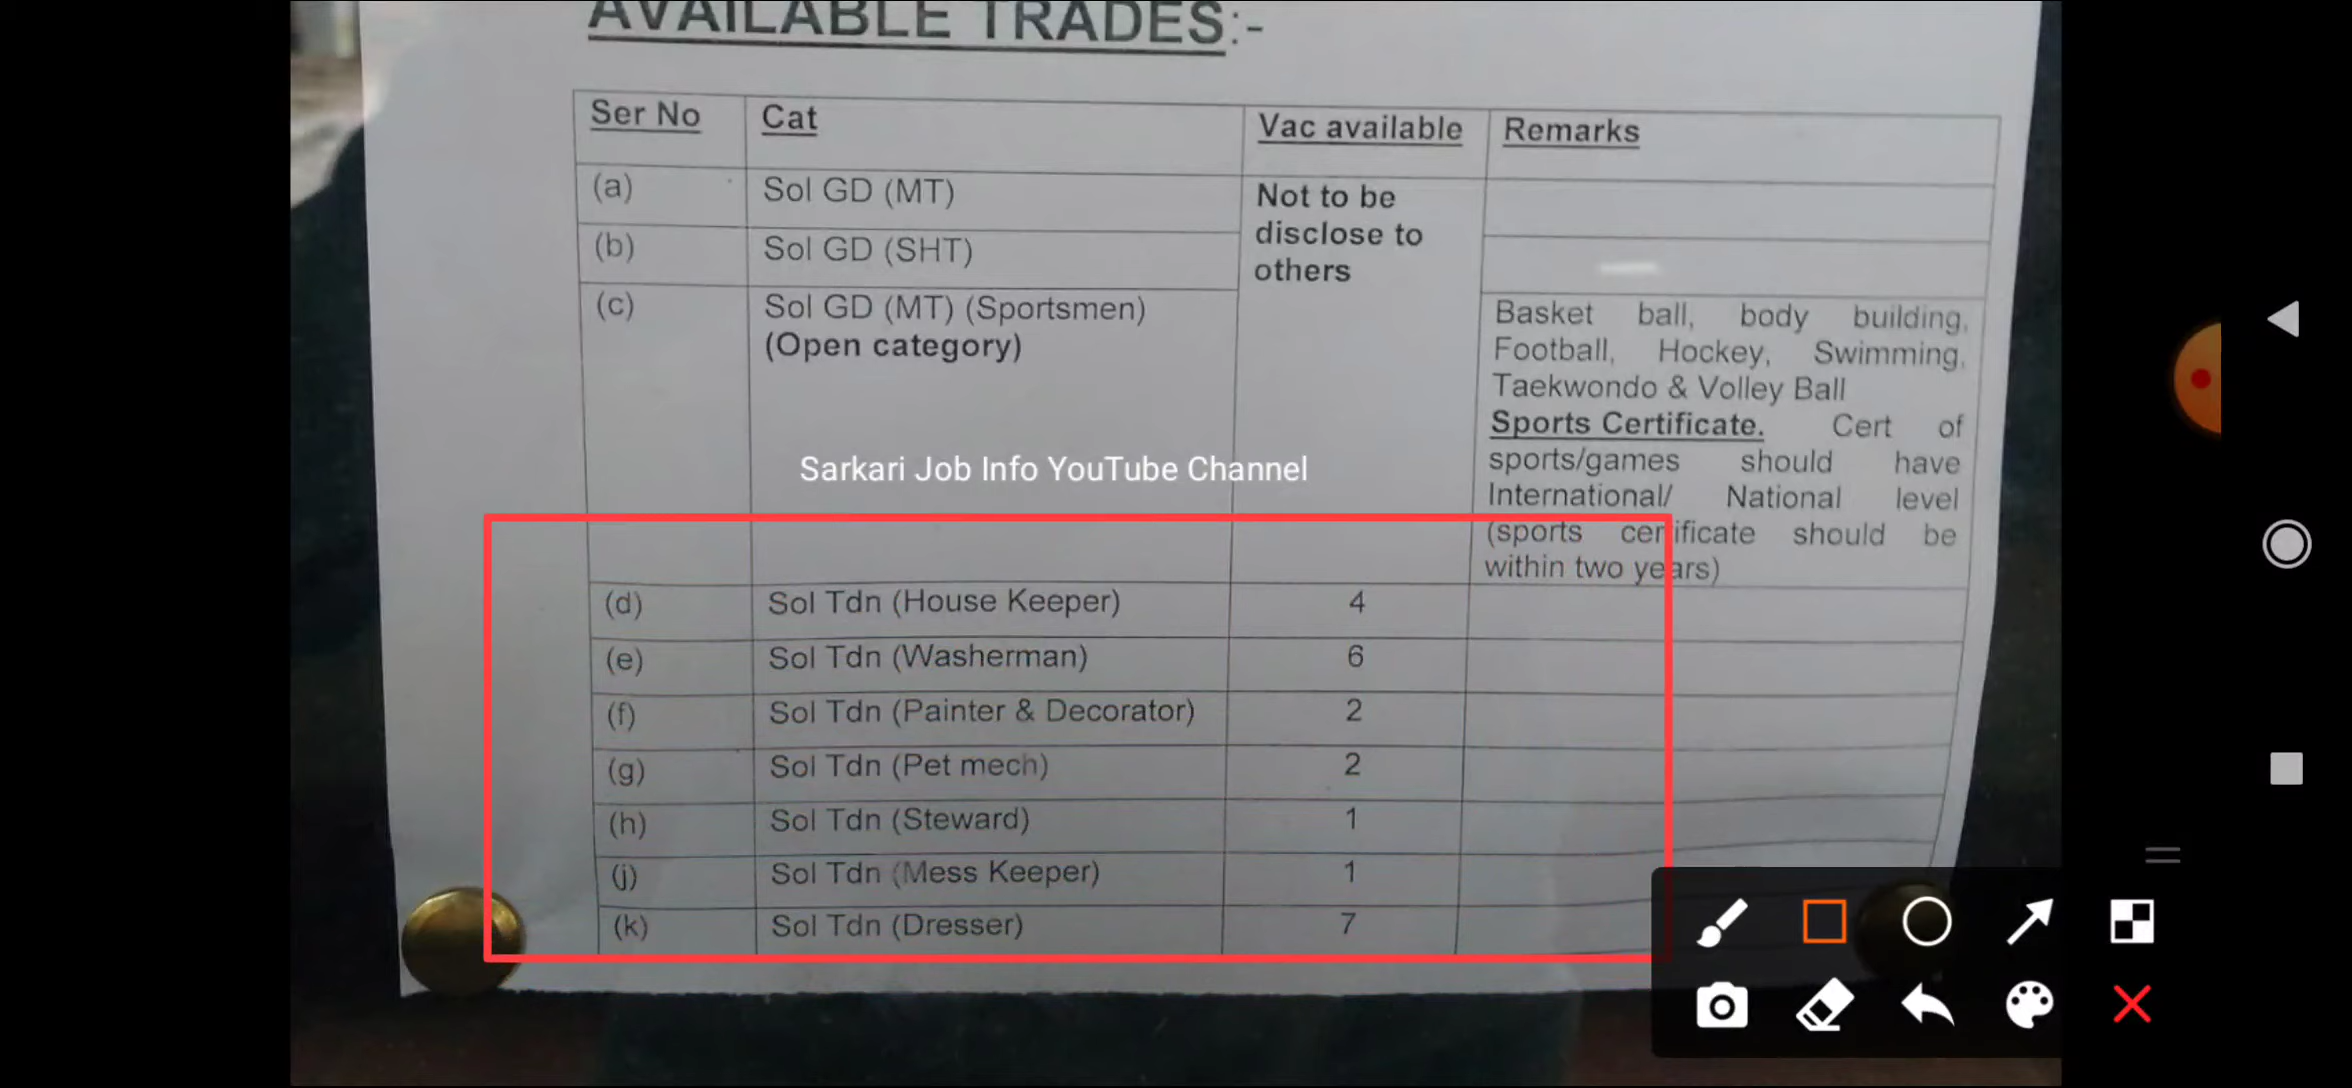 AVAILABLE TRADES:-
Ser No Cat Vac available Remarks
(a) Sol GD (MT) Not to be
disclose to
others
(b) Sol GD (SHT)
(c) Sol GD (MT) (Sportsmen)
(Open category)
Basket ball, body building,
Football, Hockey, Swimming,
Taekwondo & Volley Ball
Sports Certificate. Cert of
sports/games should have
International/ National level
(sports certificate should be
within two years)
Sarkari Job Info YouTube Channel
(d) Sol Tdn (House Keeper) 4
(e) Sol Tdn (Washerman) 6
(f) Sol Tdn (Painter & Decorator) 2
(g) Sol Tdn (Pet mech) 2
(h) Sol Tdn (Steward) 1
(j) Sol Tdn (Mess Keeper) 1
(k) Sol Tdn (Dresser) 7